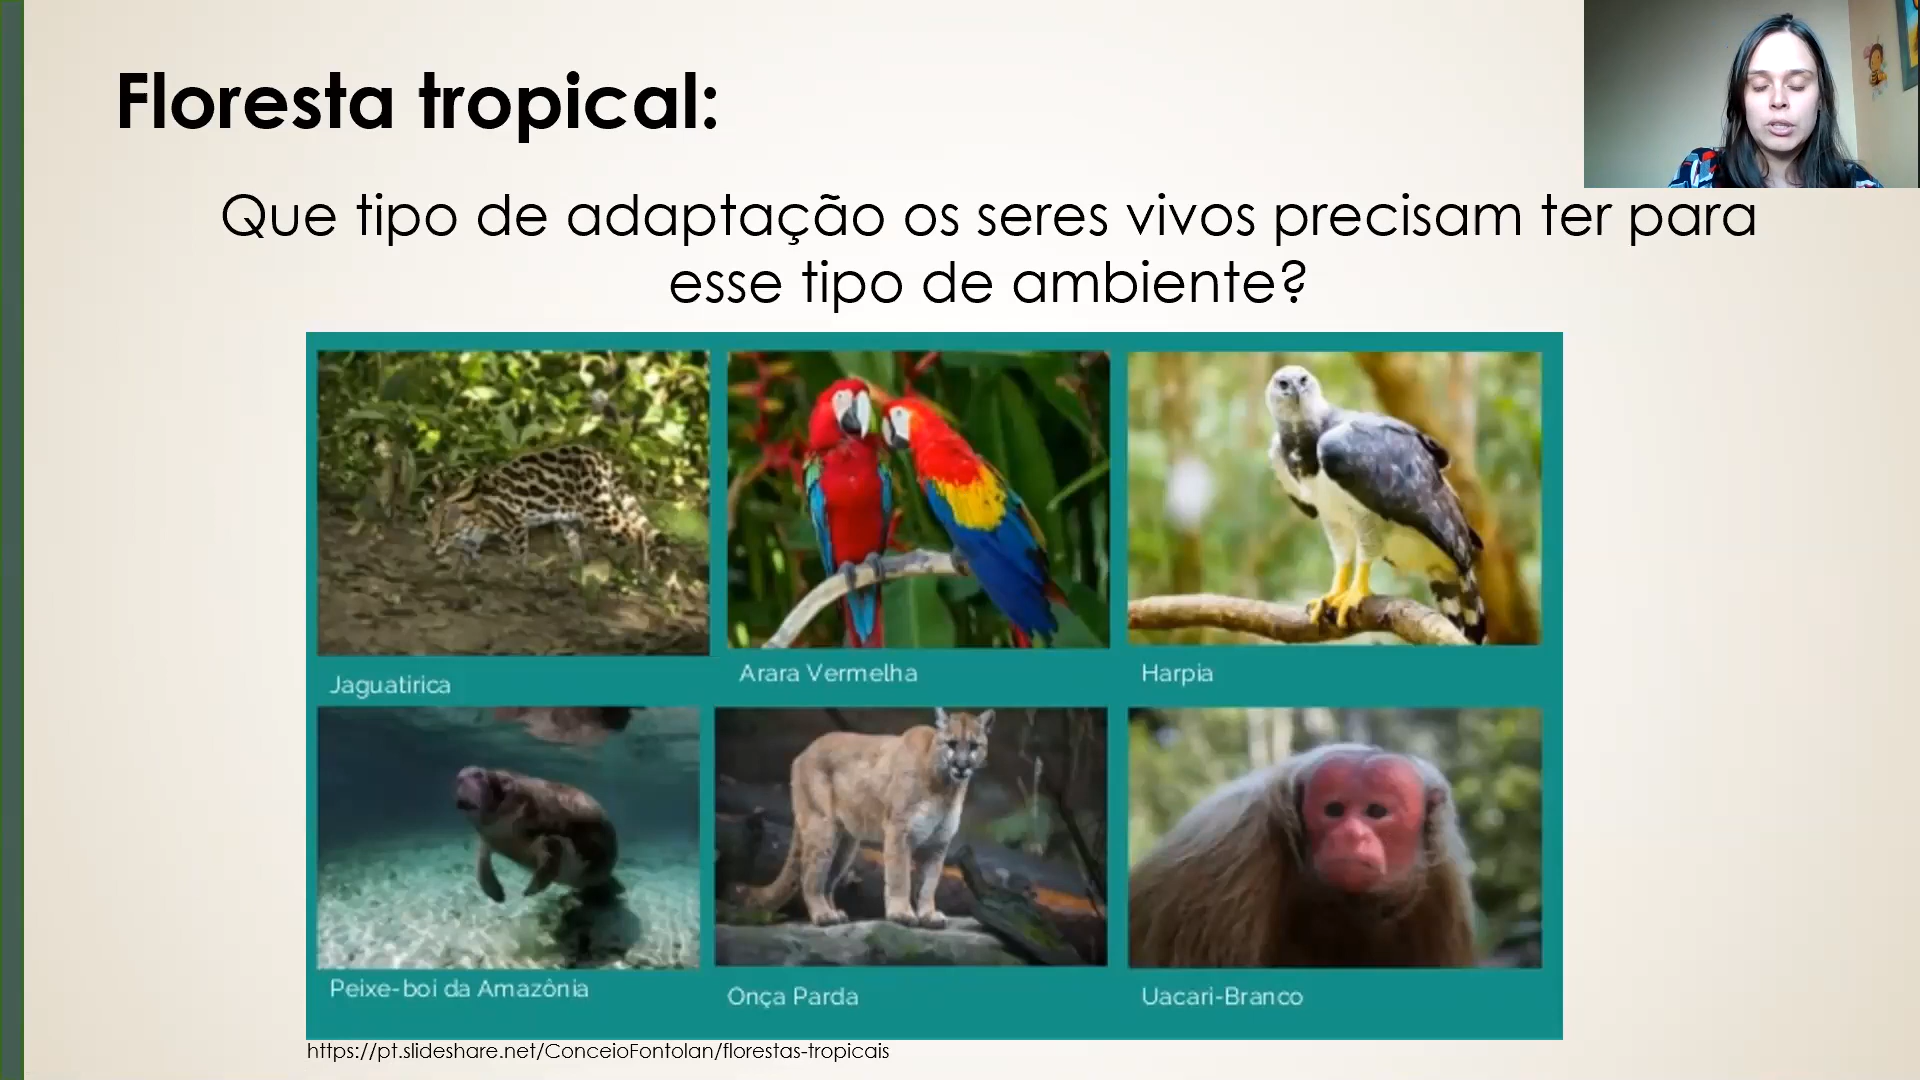 Floresta tropical:
Que tipo de adaptação os seres vivos precisam ter para
esse tipo de ambiente?
Jaguatirica
Arara Vermelha
Harpia
Peixe-boi da Amazônia
Onça Parda
Uacari-Branco
https://pt.slideshare.net/ConceioFontolan/florestas-tropicais